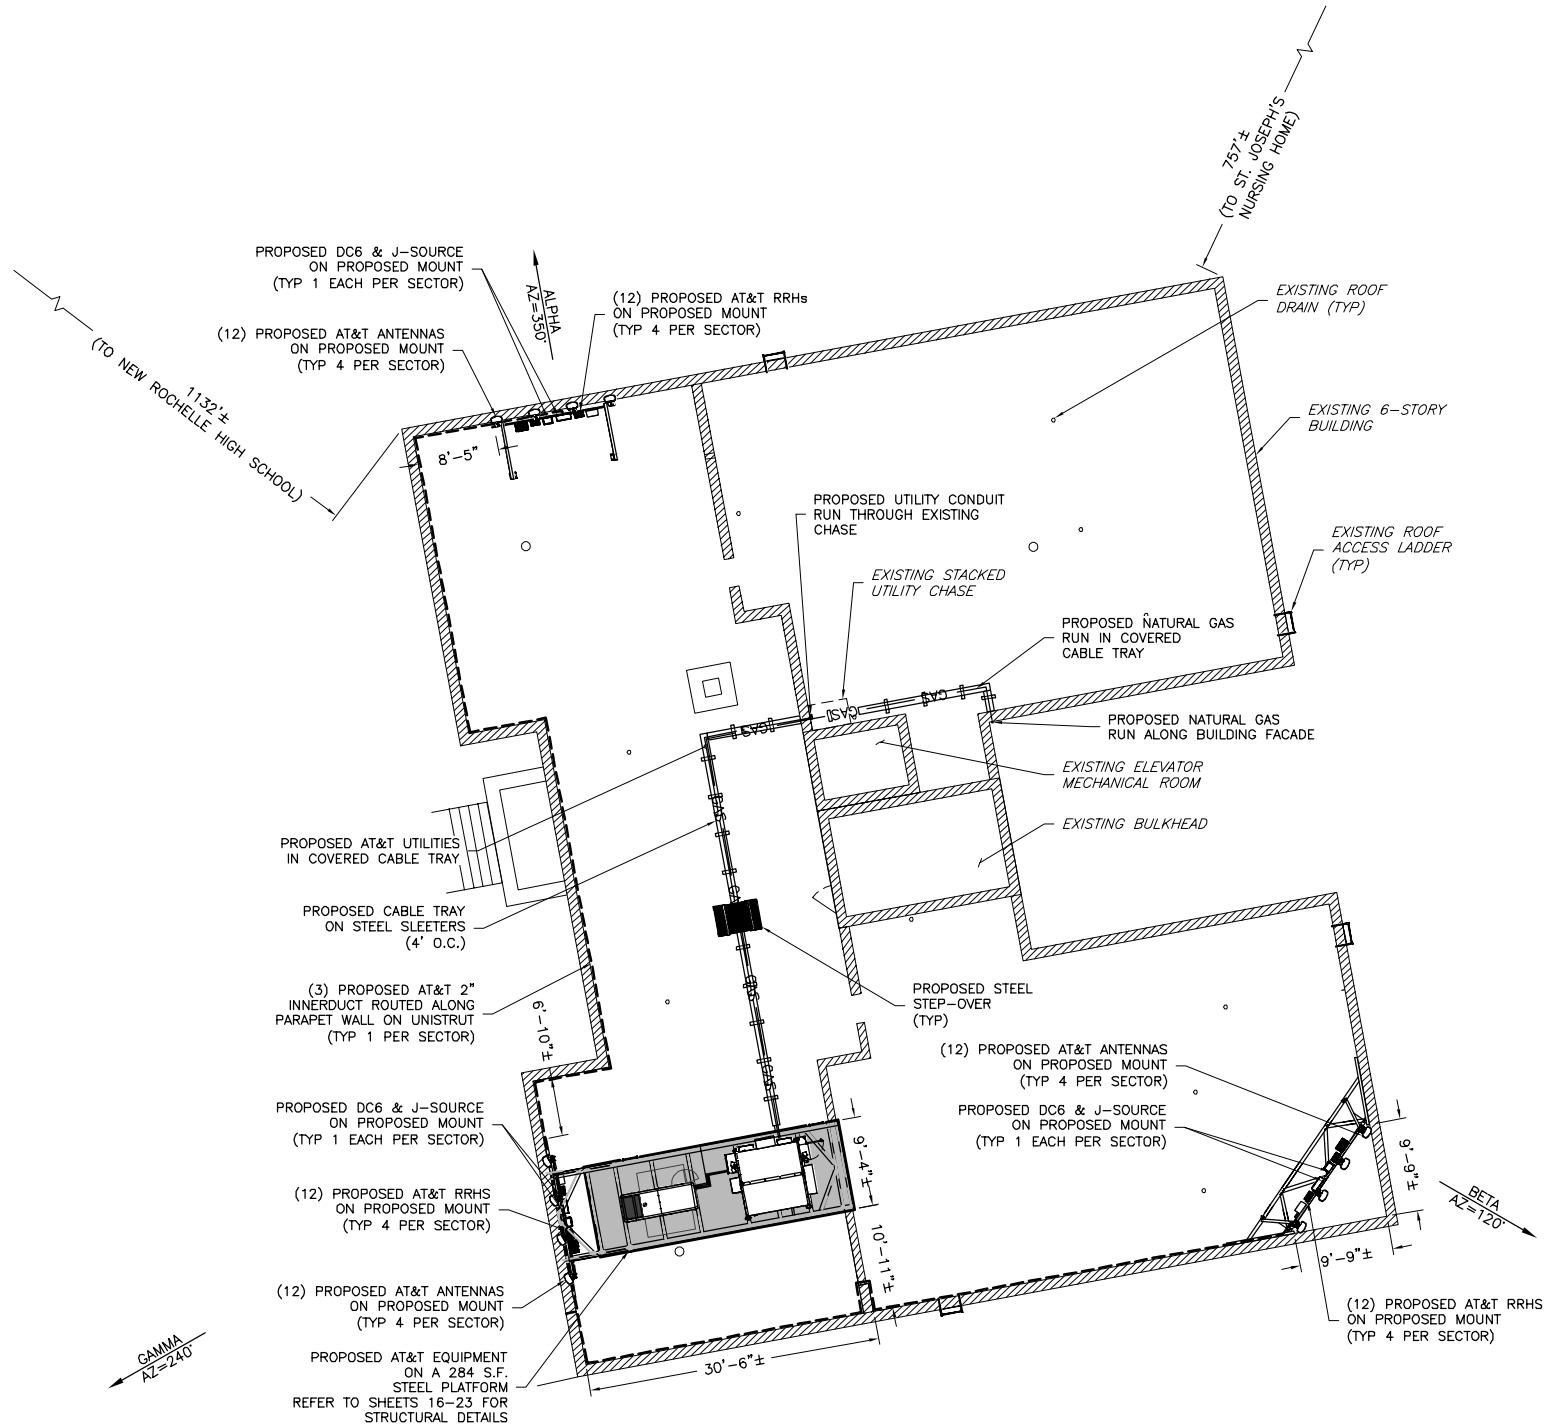 757'±
(TO ST. JOSEPH'S
NURSING HOME)
PROPOSED DC6 & J-SOURCE
ON PROPOSED MOUNT
(TYP 1 EACH PER SECTOR)
ALPHA
AZ=350°
(12) PROPOSED AT&T RRHs
ON PROPOSED MOUNT
(TYP 4 PER SECTOR)
EXISTING ROOF
DRAIN (TYP)
(12) PROPOSED AT&T ANTENNAS
ON PROPOSED MOUNT
(TYP 4 PER SECTOR)
1132'±
(TO NEW ROCHELLE HIGH SCHOOL)
8'-5"
EXISTING 6-STORY
BUILDING
PROPOSED UTILITY CONDUIT
RUN THROUGH EXISTING
CHASE
EXISTING ROOF
ACCESS LADDER
(TYP)
EXISTING STACKED
UTILITY CHASE
PROPOSED NATURAL GAS
RUN IN COVERED
CABLE TRAY
GAS
GAS
GAS
PROPOSED NATURAL GAS
RUN ALONG BUILDING FACADE
EXISTING ELEVATOR
MECHANICAL ROOM
GAS
EXISTING BULKHEAD
PROPOSED AT&T UTILITIES
IN COVERED CABLE TRAY
PROPOSED CABLE TRAY
ON STEEL SLEETERS
(4' O.C.)
GAS
(3) PROPOSED AT&T 2"
INNERDUCT ROUTED ALONG
PARAPET WALL ON UNISTRUT
(TYP 1 PER SECTOR)
6'-10"±
PROPOSED STEEL
STEP-OVER
(TYP)
GAS
(12) PROPOSED AT&T ANTENNAS
ON PROPOSED MOUNT
(TYP 4 PER SECTOR)
PROPOSED DC6 & J-SOURCE
ON PROPOSED MOUNT
(TYP 1 EACH PER SECTOR)
PROPOSED DC6 & J-SOURCE
ON PROPOSED MOUNT
(TYP 1 EACH PER SECTOR)
9'-4"±
9'-6"±
(12) PROPOSED AT&T RRHS
ON PROPOSED MOUNT
(TYP 4 PER SECTOR)
BETA
AZ=120°
10'-11"±
9'-9"±
(12) PROPOSED AT&T ANTENNAS
ON PROPOSED MOUNT
(TYP 4 PER SECTOR)
(12) PROPOSED AT&T RRHS
ON PROPOSED MOUNT
(TYP 4 PER SECTOR)
GAMMA
AZ=240°
30'-6"±
PROPOSED AT&T EQUIPMENT
ON A 284 S.F.
STEEL PLATFORM
REFER TO SHEETS 16-23 FOR
STRUCTURAL DETAILS